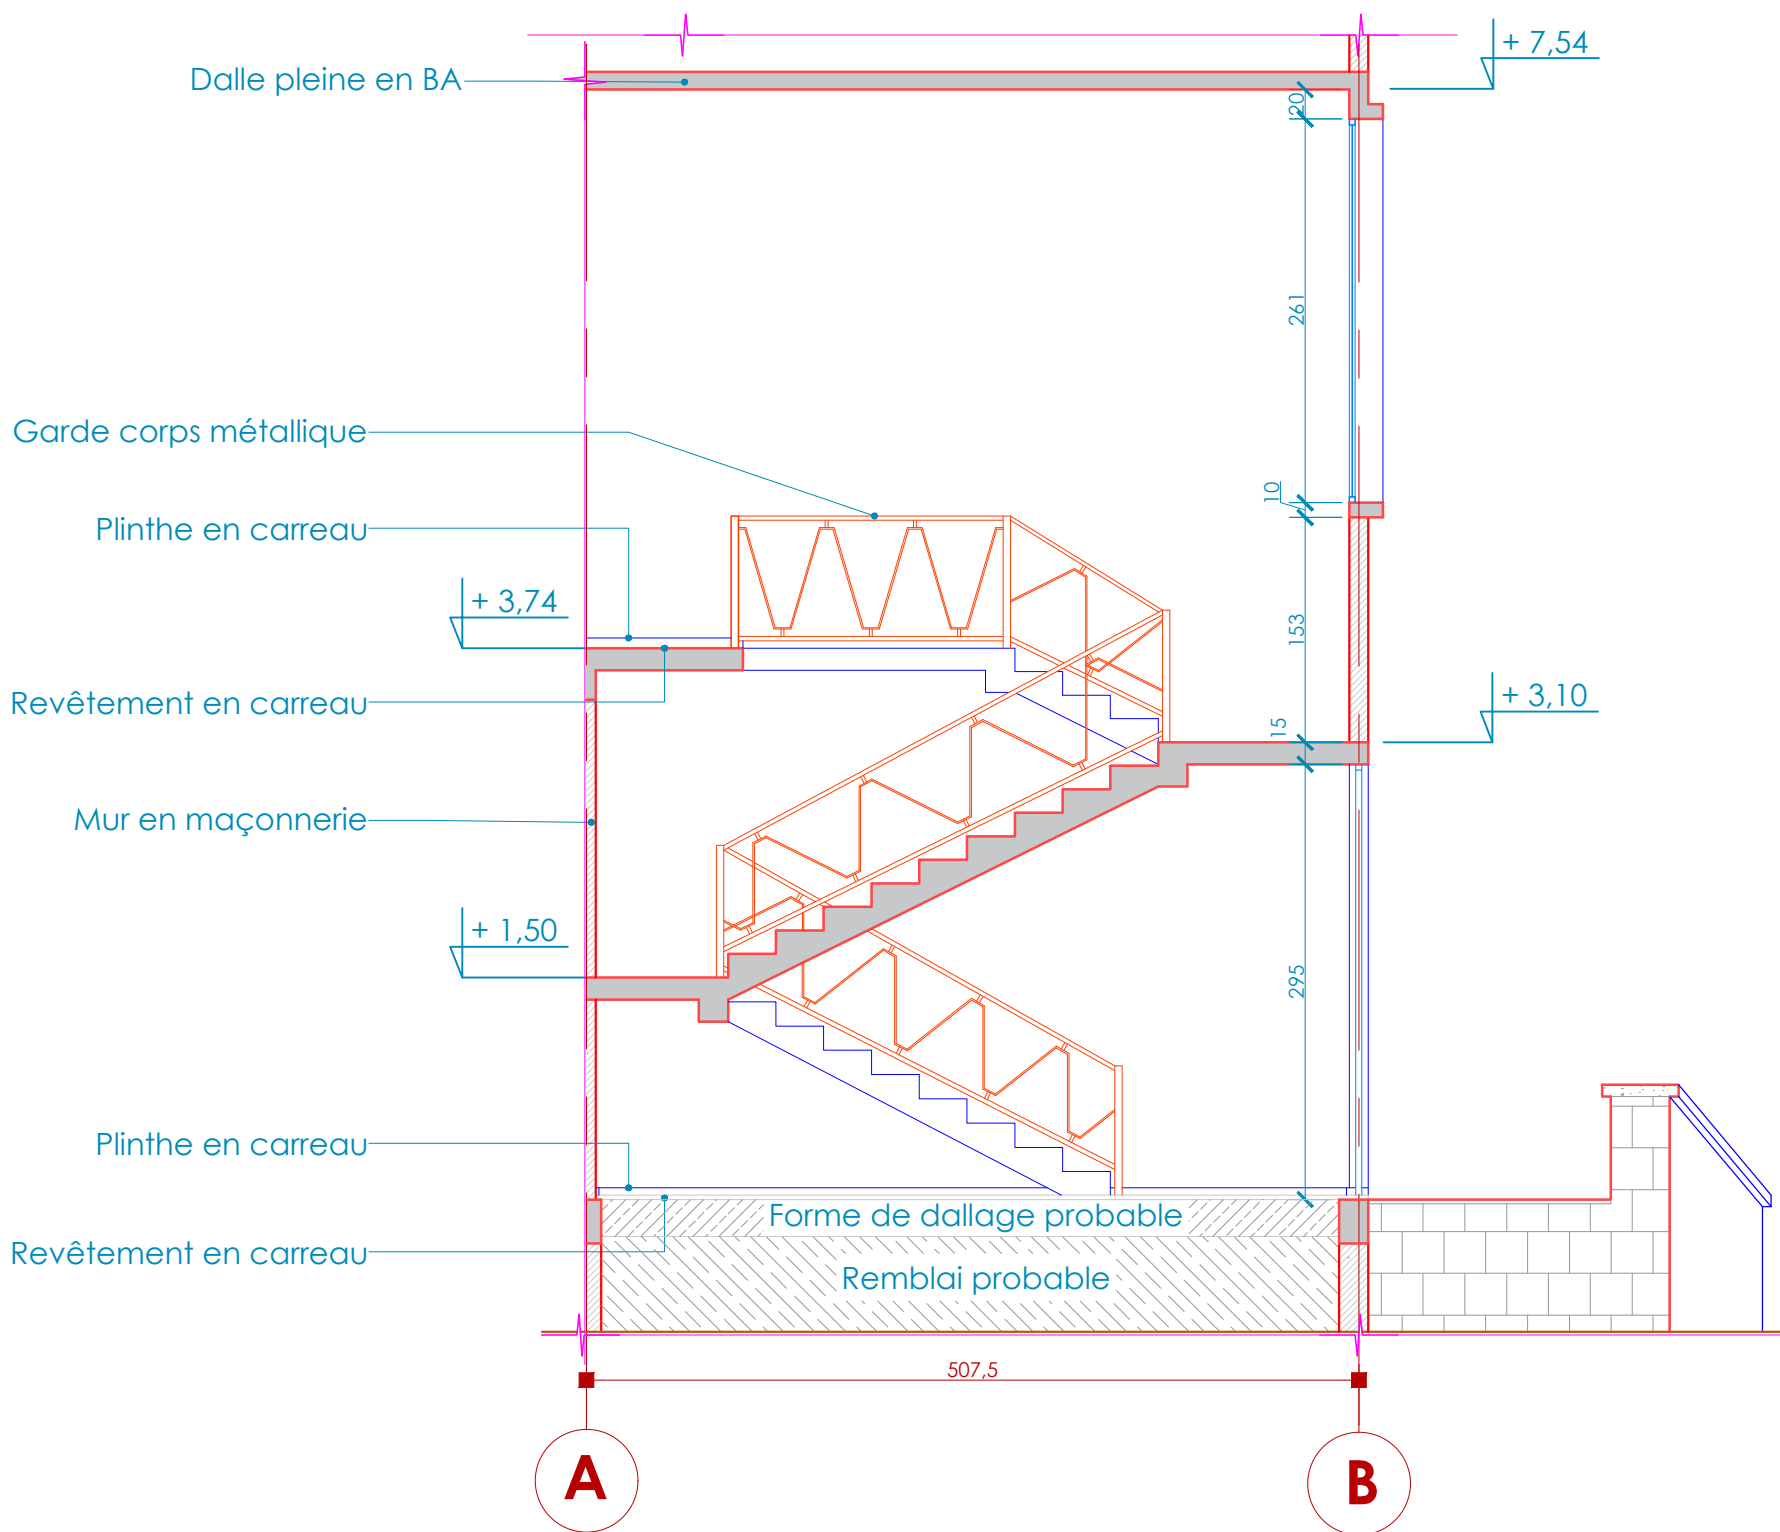 + 7,54
Dalle pleine en BA
20
261
Garde corps métallique
10
Plinthe en carreau
+ 3,74
153
Revêtement en carreau
+ 3,10
15
Mur en maçonnerie
+ 1,50
295
Plinthe en carreau
Forme de dallage probable
Revêtement en carreau
Remblai probable
507,5
A
B